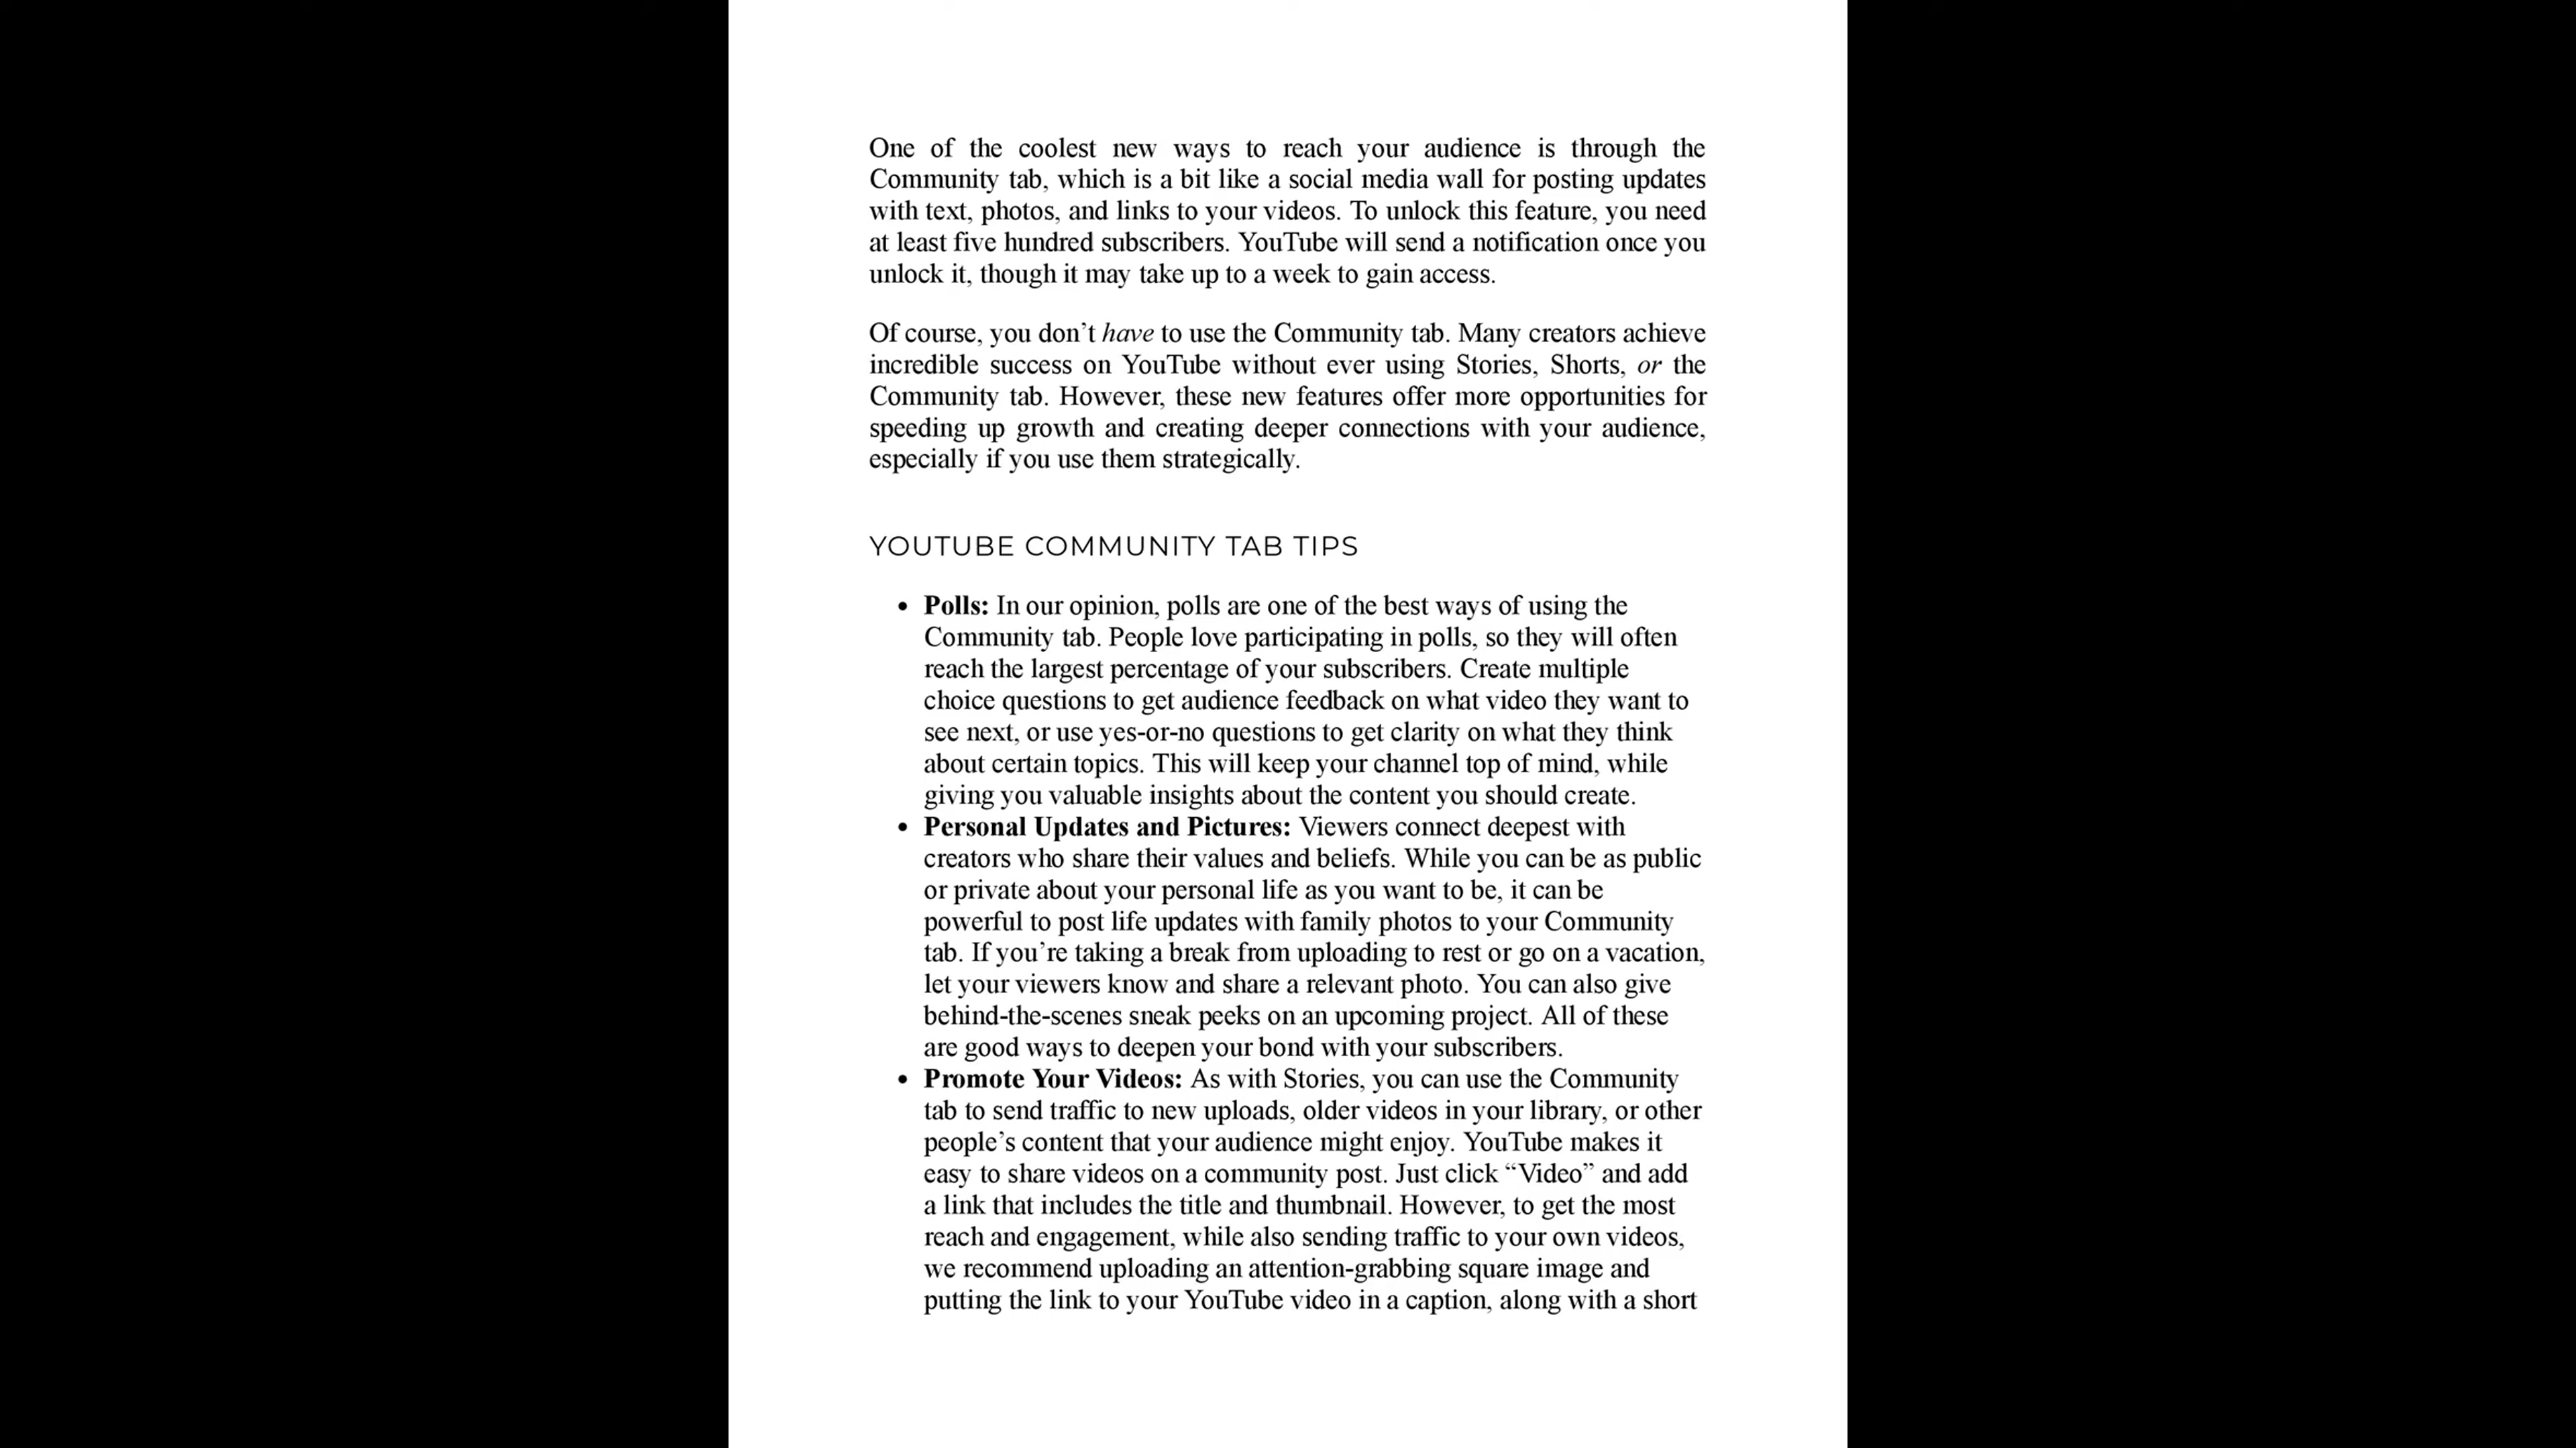 One of the coolest new ways to reach your audience is through the
Community tab, which is a bit like a social media wall for posting updates
with text, photos, and links to your videos. To unlock this feature, you need
at least five hundred subscribers. YouTube will send a notification once you
unlock it, though it may take up to a week to gain access.
Of course, you don’t have to use the Community tab. Many creators achieve
incredible success on YouTube without ever using Stories, Shorts, or the
Community tab. However, these new features offer more opportunities for
speeding up growth and creating deeper connections with your audience,
especially if you use them strategically.
YOUTUBE COMMUNITY TAB TIPS
• Polls: In our opinion, polls are one of the best ways of using the
Community tab. People love participating in polls, so they will often
reach the largest percentage of your subscribers. Create multiple
choice questions to get audience feedback on what video they want to
see next, or use yes-or-no questions to get clarity on what they think
about certain topics. This will keep your channel top of mind, while
giving you valuable insights about the content you should create.
• Personal Updates and Pictures: Viewers connect deepest with
creators who share their values and beliefs. While you can be as public
or private about your personal life as you want to be, it can be
powerful to post life updates with family photos to your Community
tab. If you’re taking a break from uploading to rest or go on a vacation,
let your viewers know and share a relevant photo. You can also give
behind-the-scenes sneak peeks on an upcoming project. All of these
are good ways to deepen your bond with your subscribers.
• Promote Your Videos: As with Stories, you can use the Community
tab to send traffic to new uploads, older videos in your library, or other
people’s content that your audience might enjoy. YouTube makes it
easy to share videos on a community post. Just click “Video” and add
a link that includes the title and thumbnail. However, to get the most
reach and engagement, while also sending traffic to your own videos,
we recommend uploading an attention-grabbing square image and
putting the link to your YouTube video in a caption, along with a short